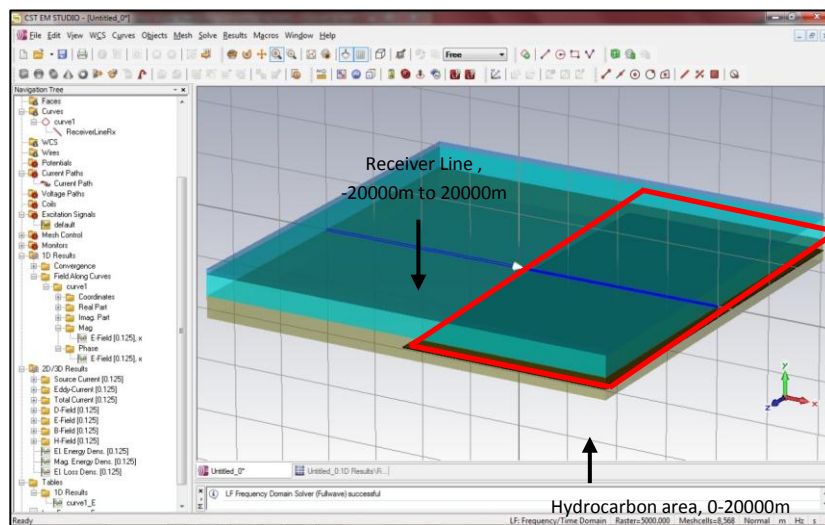 CST EM STUDIO - [Untitled_0*]
File Edit View WCS Curves Objects Mesh Solve Results Macros Window Help
Free
Navigation Tree
Faces
Curves
curve1
ReceiverLineRx
WCS
Wires
Potentials
Current Paths
Current Path
Voltage Paths
Coils
Excitation Signals
default
Mesh Control
Monitors
1D Results
Convergence
Field Along Curves
curve1
Coordinates
Real Part
Imag. Part
Mag
E-Field [0.125], x
Phase
E-Field [0.125], x
2D/3D Results
Source Current [0.125]
Eddy-Current [0.125]
Total Current [0.125]
D-Field [0.125]
E-Field [0.125]
B-Field [0.125]
H-Field [0.125]
El. Energy Dens. [0.125]
Mag. Energy Dens. [0.125]
El. Loss Dens. [0.125]
Tables
1D Results
curve1_E
Receiver Line ,
-20000m to 20000m
y
x
z
Untitled_0*
Untitled_0:1D Results\R...
LF Frequency Domain Solver (Fullwave) successful
Hydrocarbon area, 0-20000m
Ready
LF: Frequency/Time Domain Raster=5000.000 Meshcells=8,568 Normal m Hz s